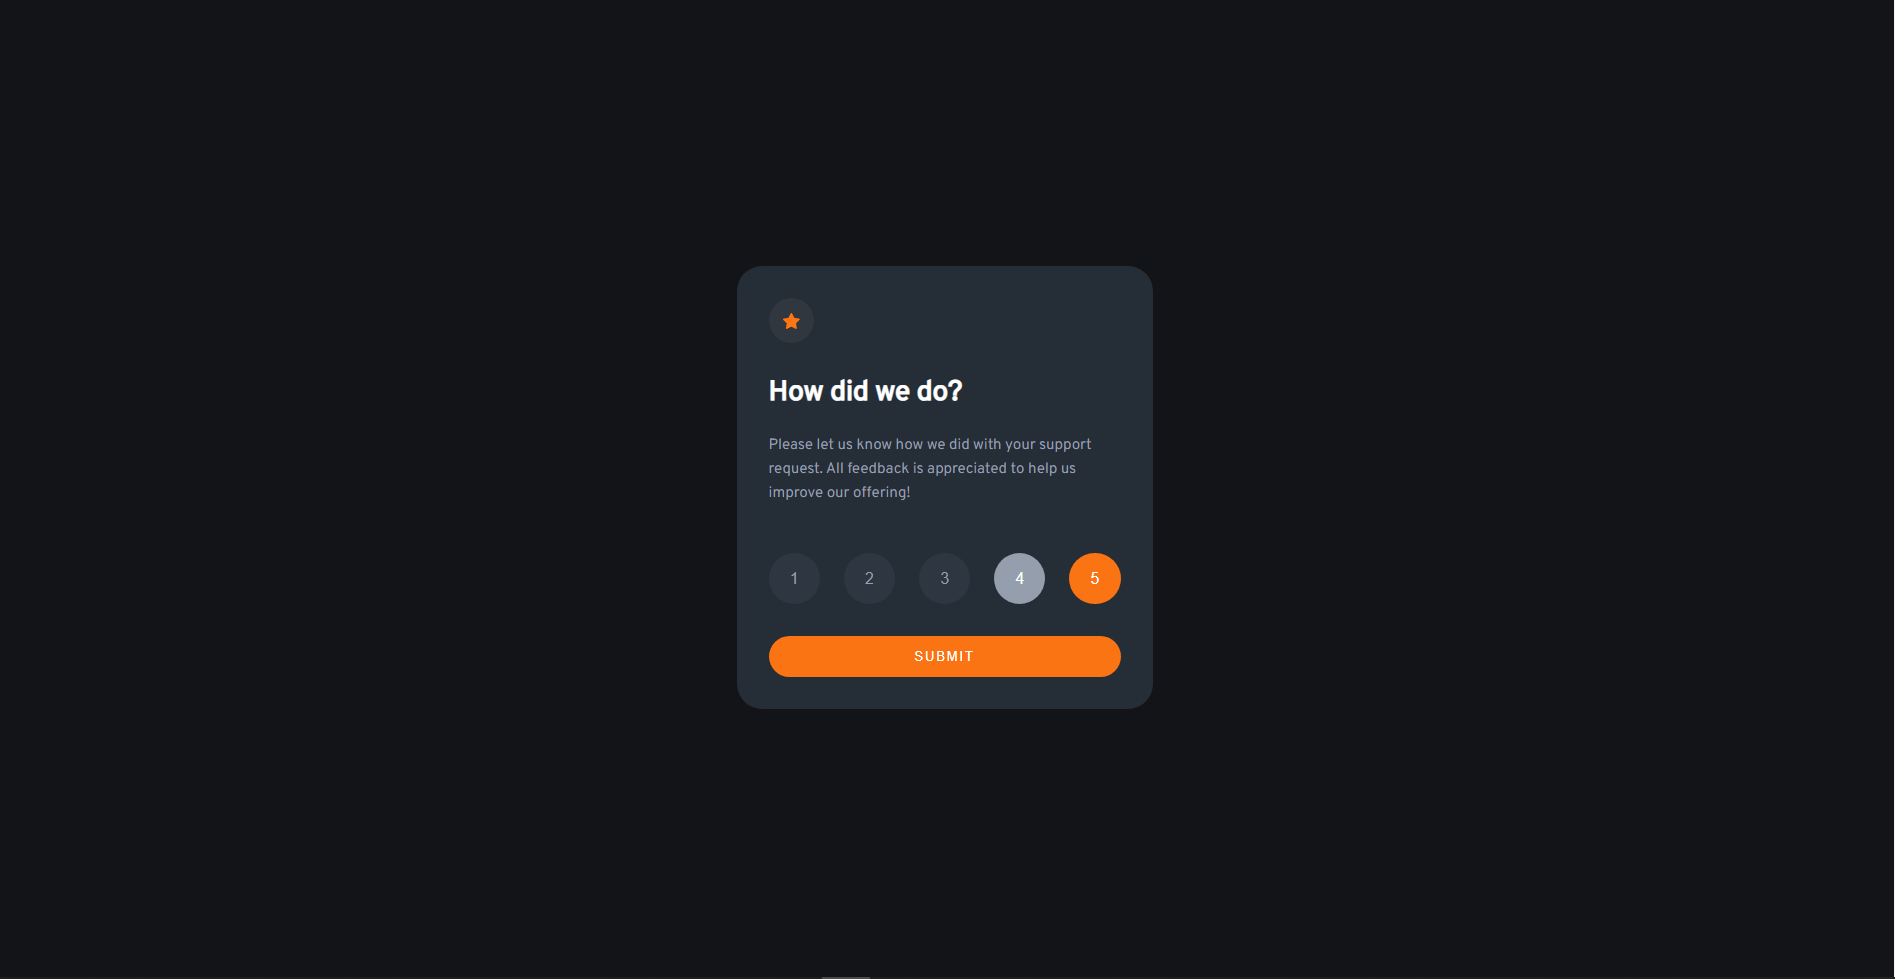 How did we do?
Please let us know how we did with your support
request. All feedback is appreciated to help us
improve our offering!
1 2 3 4 5
SUBMIT